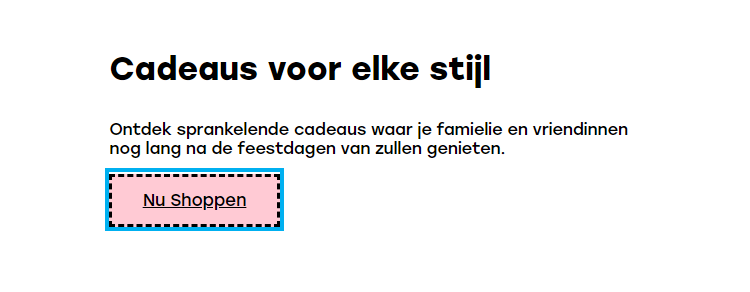 Cadeaus voor elke stijl
Ontdek sprankelende cadeaus waar je famielie en vriendinnen
nog lang na de feestdagen van zullen genieten.
Nu Shoppen